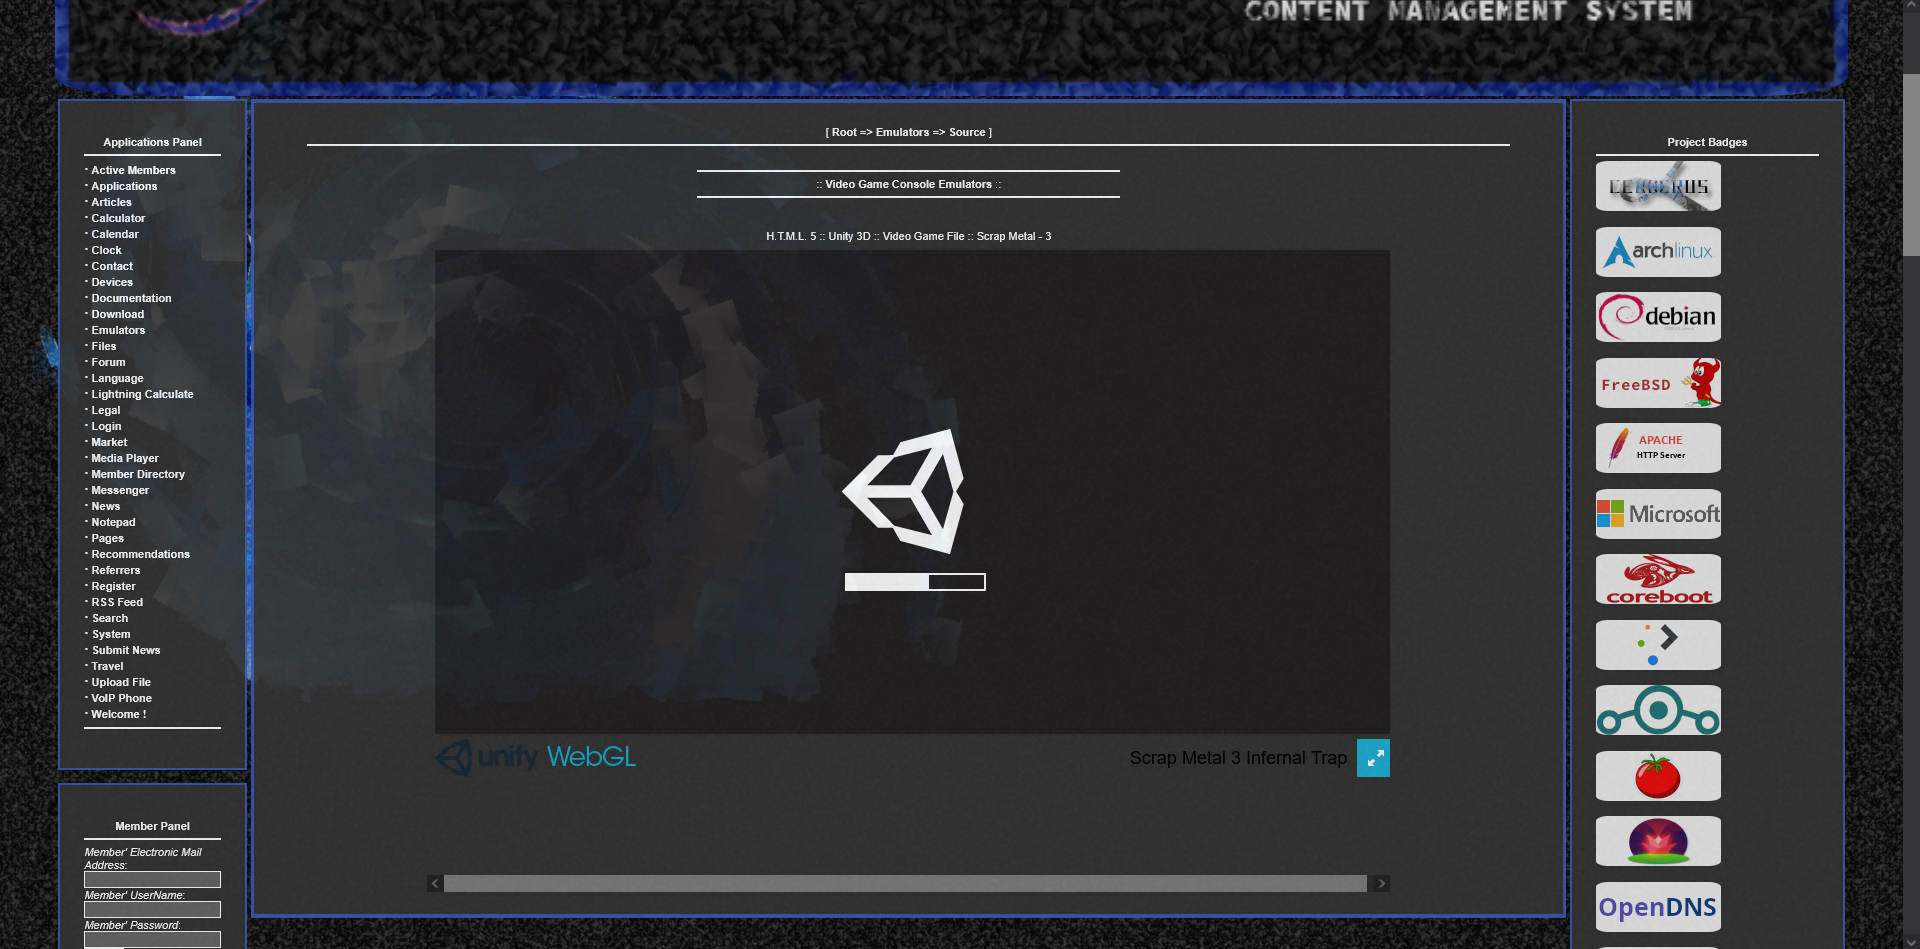 CONTENT MANAGEMENT SYSTEM
Applications Panel
· Active Members
· Applications
· Articles
· Calculator
· Calendar
· Clock
· Contact
· Devices
· Documentation
· Download
· Emulators
· Files
· Forum
· Language
· Lightning Calculate
· Legal
· Login
· Market
· Media Player
· Member Directory
· Messenger
· News
· Notepad
· Pages
· Recommendations
· Referrers
· Register
· RSS Feed
· Search
· System
· Submit News
· Travel
· Upload File
· VoIP Phone
· Welcome !
Member Panel
Member' Electronic Mail
Address:
Member' UserName:
Member' Password:
[ Root => Emulators => Source ]
:: Video Game Console Emulators ::
H.T.M.L. 5 :: Unity 3D :: Video Game File :: Scrap Metal - 3
unity WebGL
Scrap Metal 3 Infernal Trap
Project Badges
CERBERUS
archlinux
debian
FreeBSD
APACHE
HTTP Server
Microsoft
coreboot
OpenDNS